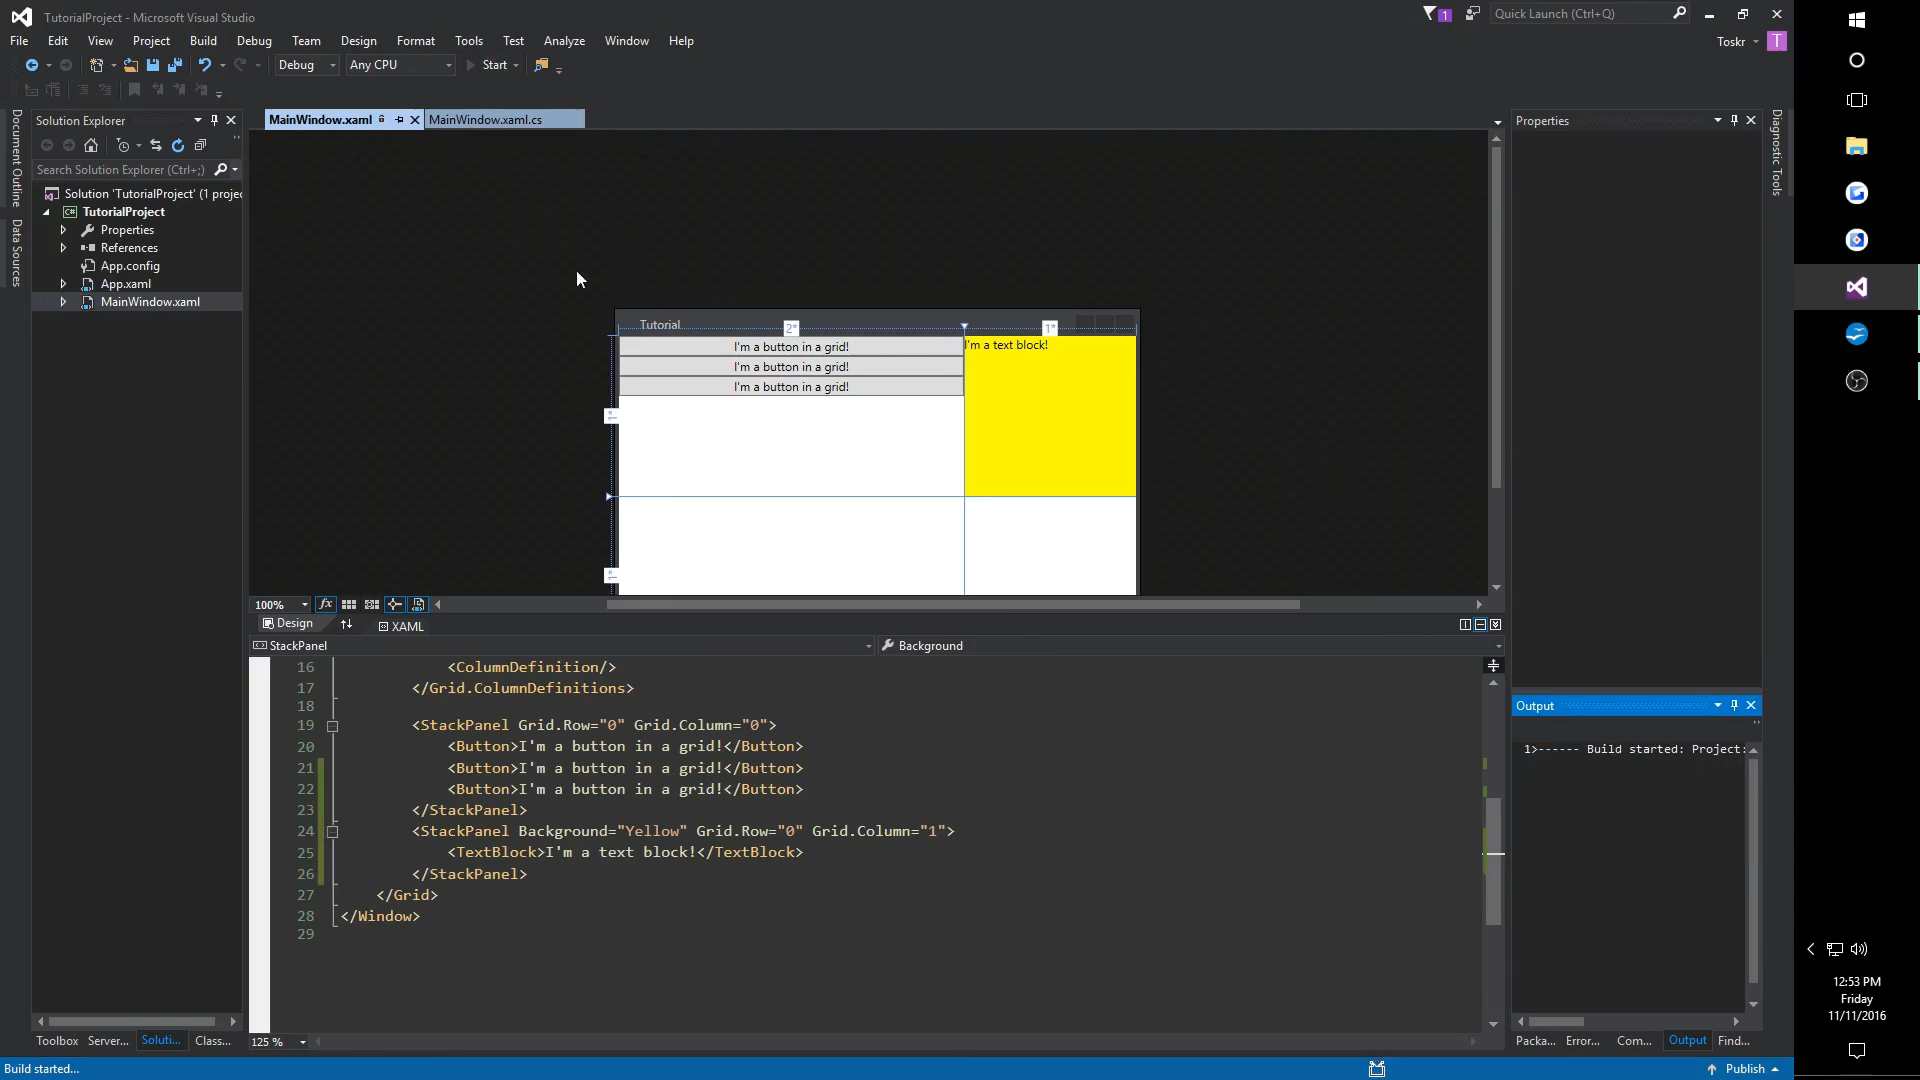 TutorialProject - Microsoft Visual Studio
1
Quick Launch (Ctrl+Q)
File Edit View Project Build Debug Team Design Format Tools Test Analyze Window Help
Toskr T
Debug Any CPU Start
Document Outline
Data Sources
Solution Explorer
Search Solution Explorer (Ctrl+;)
Solution 'TutorialProject' (1 projec
C# TutorialProject
Properties
References
App.config
App.xaml
MainWindow.xaml
MainWindow.xaml MainWindow.xaml.cs
Tutorial 2* 1*
I'm a button in a grid! I'm a text block!
I'm a button in a grid!
I'm a button in a grid!
1*
1*
100% fx
Design XAML
StackPanel Background
16 <ColumnDefinition/>
17 </Grid.ColumnDefinitions>
18
19 <StackPanel Grid.Row="0" Grid.Column="0">
20 <Button>I'm a button in a grid!</Button>
21 <Button>I'm a button in a grid!</Button>
22 <Button>I'm a button in a grid!</Button>
23 </StackPanel>
24 <StackPanel Background="Yellow" Grid.Row="0" Grid.Column="1">
25 <TextBlock>I'm a text block!</TextBlock>
26 </StackPanel>
27 </Grid>
28 </Window>
29
125 %
Properties
Diagnostic Tools
Output
1>------ Build started: Project:
Toolbox Server... Soluti... Class...
Packa... Error... Com... Output Find...
Build started...
Publish
12:53 PM
Friday
11/11/2016